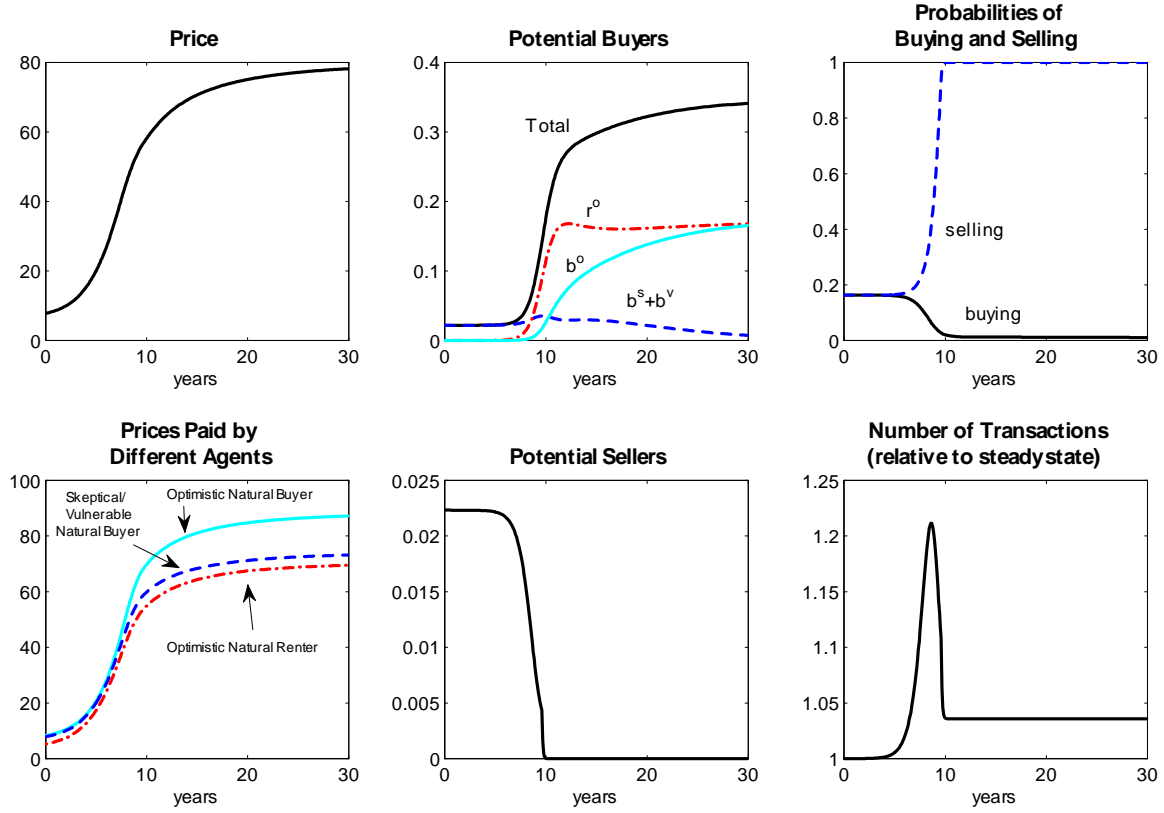 Price
80
60
40
20
0
0 10 20 30
years
Potential Buyers
0.4
0.3
0.2
0.1
0
Total
r^o
b^o
b^s+b^v
0 10 20 30
years
Probabilities of
Buying and Selling
1
0.8
0.6
0.4
0.2
0
selling
buying
0 10 20 30
years
Prices Paid by
Different Agents
100
80
60
40
20
0
Skeptical/
Vulnerable
Natural Buyer
Optimistic Natural Buyer
Optimistic Natural Renter
0 10 20 30
years
Potential Sellers
0.025
0.02
0.015
0.01
0.005
0
0 10 20 30
years
Number of Transactions
(relative to steadystate)
1.25
1.2
1.15
1.1
1.05
1
0 10 20 30
years